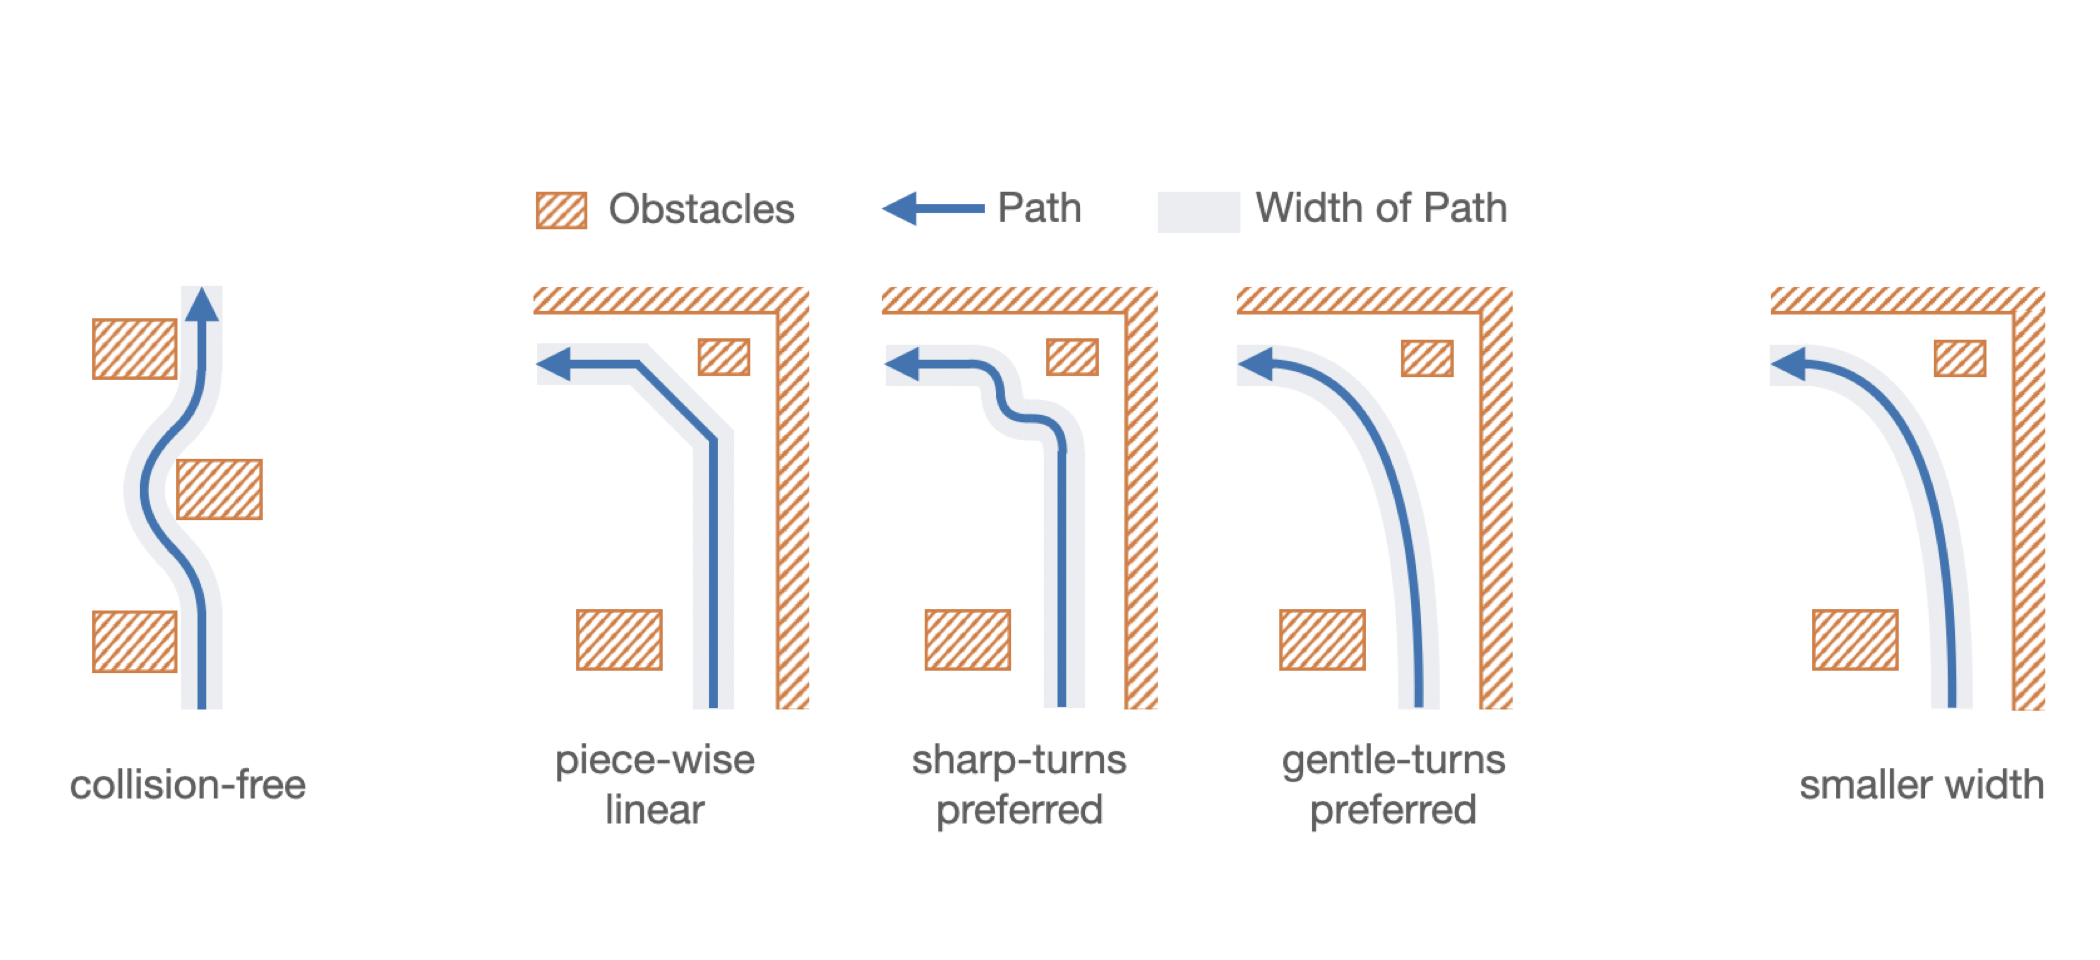 Obstacles
Path
Width of Path
collision-free
piece-wise
linear
sharp-turns
preferred
gentle-turns
preferred
smaller width